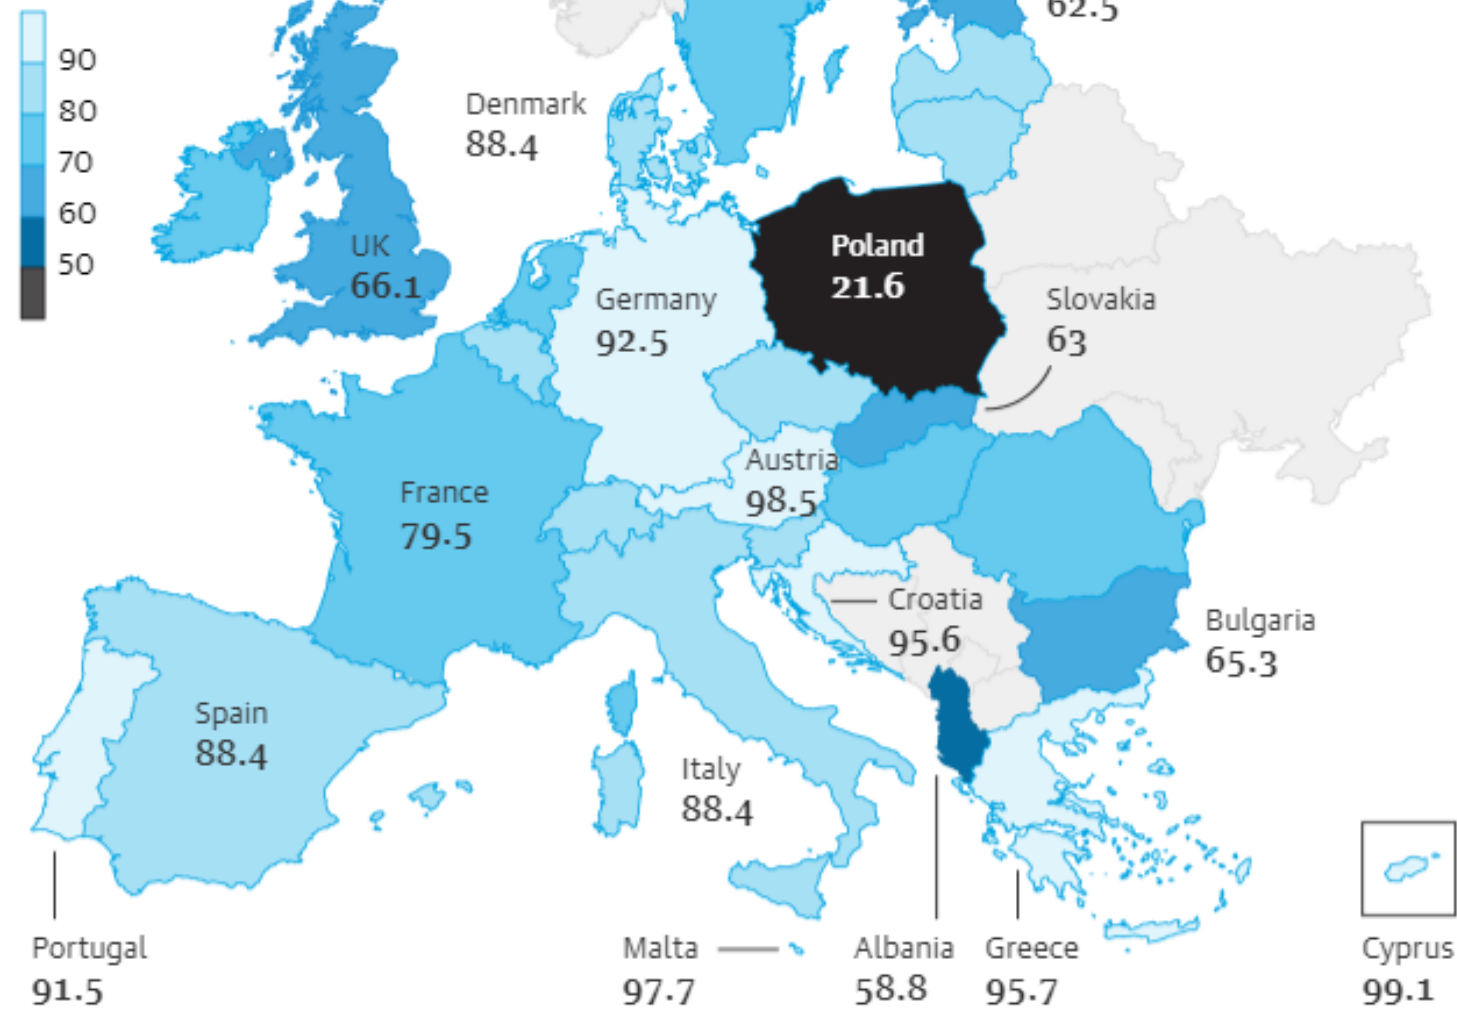 62.5
90
80
70
60
50
Denmark
88.4
UK
66.1
Poland
21.6
Germany
92.5
Slovakia
63
Austria
98.5
France
79.5
Croatia
95.6
Bulgaria
65.3
Spain
88.4
Italy
88.4
Portugal
91.5
Malta
97.7
Albania
58.8
Greece
95.7
Cyprus
99.1